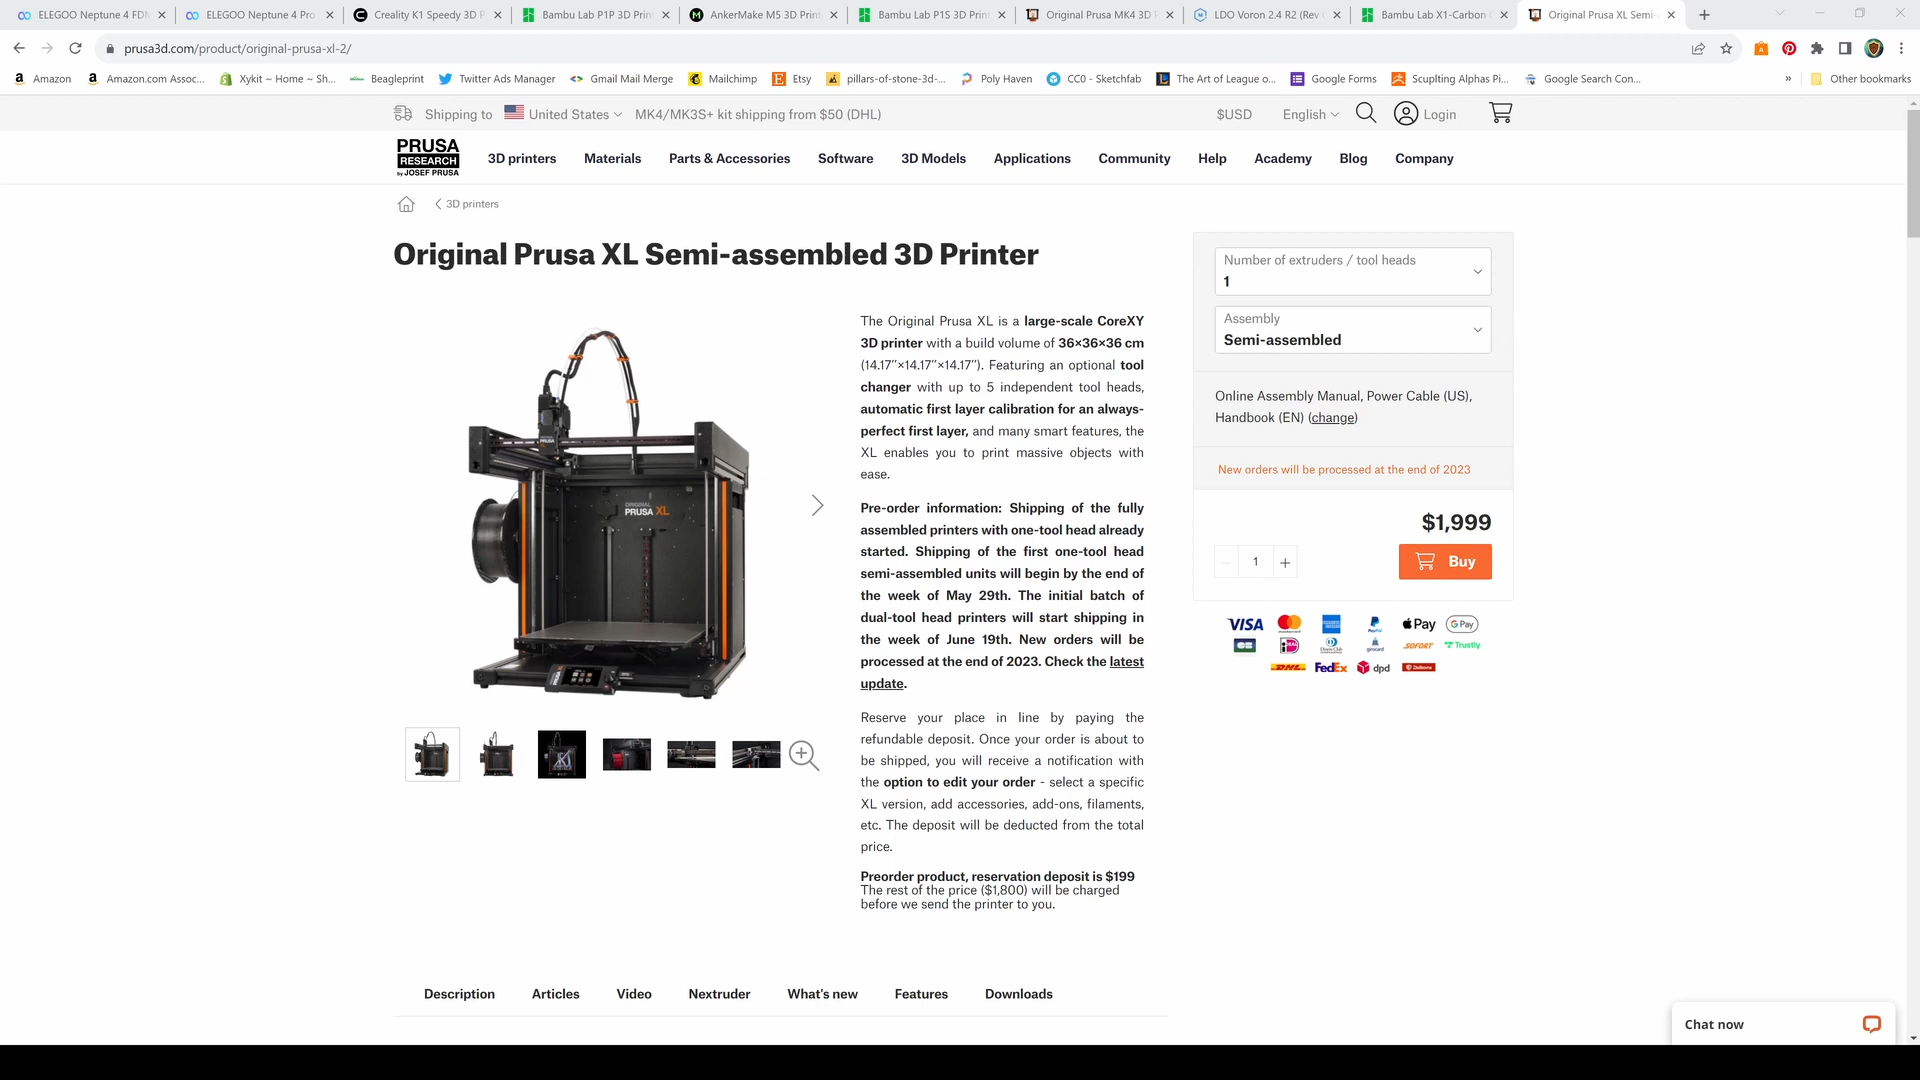 ELEGOO Neptune 4 FDM
ELEGOO Neptune 4 Pro
Creality K1 Speedy 3D P
Bambu Lab P1P 3D Print
AnkerMake M5 3D Print
Bambu Lab P1S 3D Print
Original Prusa MK4 3D
LDO Voron 2.4 R2 (Rev
Bambu Lab X1-Carbon
Original Prusa XL Semi-
prusa3d.com/product/original-prusa-xl-2/
Amazon
Amazon.com Assoc...
Xykit ~ Home ~ Sh...
Beagleprint
Twitter Ads Manager
Gmail Mail Merge
Mailchimp
Etsy
pillars-of-stone-3d-...
Poly Haven
CC0 - Sketchfab
The Art of League o...
Google Forms
Scuplting Alphas Pi...
Google Search Con...
»
Other bookmarks
Shipping to United States MK4/MK3S+ kit shipping from $50 (DHL)
$USD English Login
PRUSA
RESEARCH
by JOSEF PRUSA
3D printers Materials Parts & Accessories Software 3D Models Applications Community Help Academy Blog Company
3D printers
Original Prusa XL Semi-assembled 3D Printer
ORIGINAL
PRUSA XL
PRUSA
The Original Prusa XL is a large-scale CoreXY
3D printer with a build volume of 36×36×36 cm
(14.17″×14.17″×14.17″). Featuring an optional tool
changer with up to 5 independent tool heads,
automatic first layer calibration for an always-
perfect first layer, and many smart features, the
XL enables you to print massive objects with
ease.
Pre-order information: Shipping of the fully
assembled printers with one-tool head already
started. Shipping of the first one-tool head
semi-assembled units will begin by the end of
the week of May 29th. The initial batch of
dual-tool head printers will start shipping in
the week of June 19th. New orders will be
processed at the end of 2023. Check the latest
update.
Reserve your place in line by paying the
refundable deposit. Once your order is about to
be shipped, you will receive a notification with
the option to edit your order - select a specific
XL version, add accessories, add-ons, filaments,
etc. The deposit will be deducted from the total
price.
Preorder product, reservation deposit is $199
The rest of the price ($1,800) will be charged
before we send the printer to you.
Number of extruders / tool heads
1
Assembly
Semi-assembled
Online Assembly Manual, Power Cable (US),
Handbook (EN) (change)
New orders will be processed at the end of 2023
$1,999
1
Buy
VISA mastercard PayPal Pay G Pay
Diners Club girocard SOFORT Trustly
DHL FedEx dpd
Description Articles Video Nextruder What's new Features Downloads
Chat now